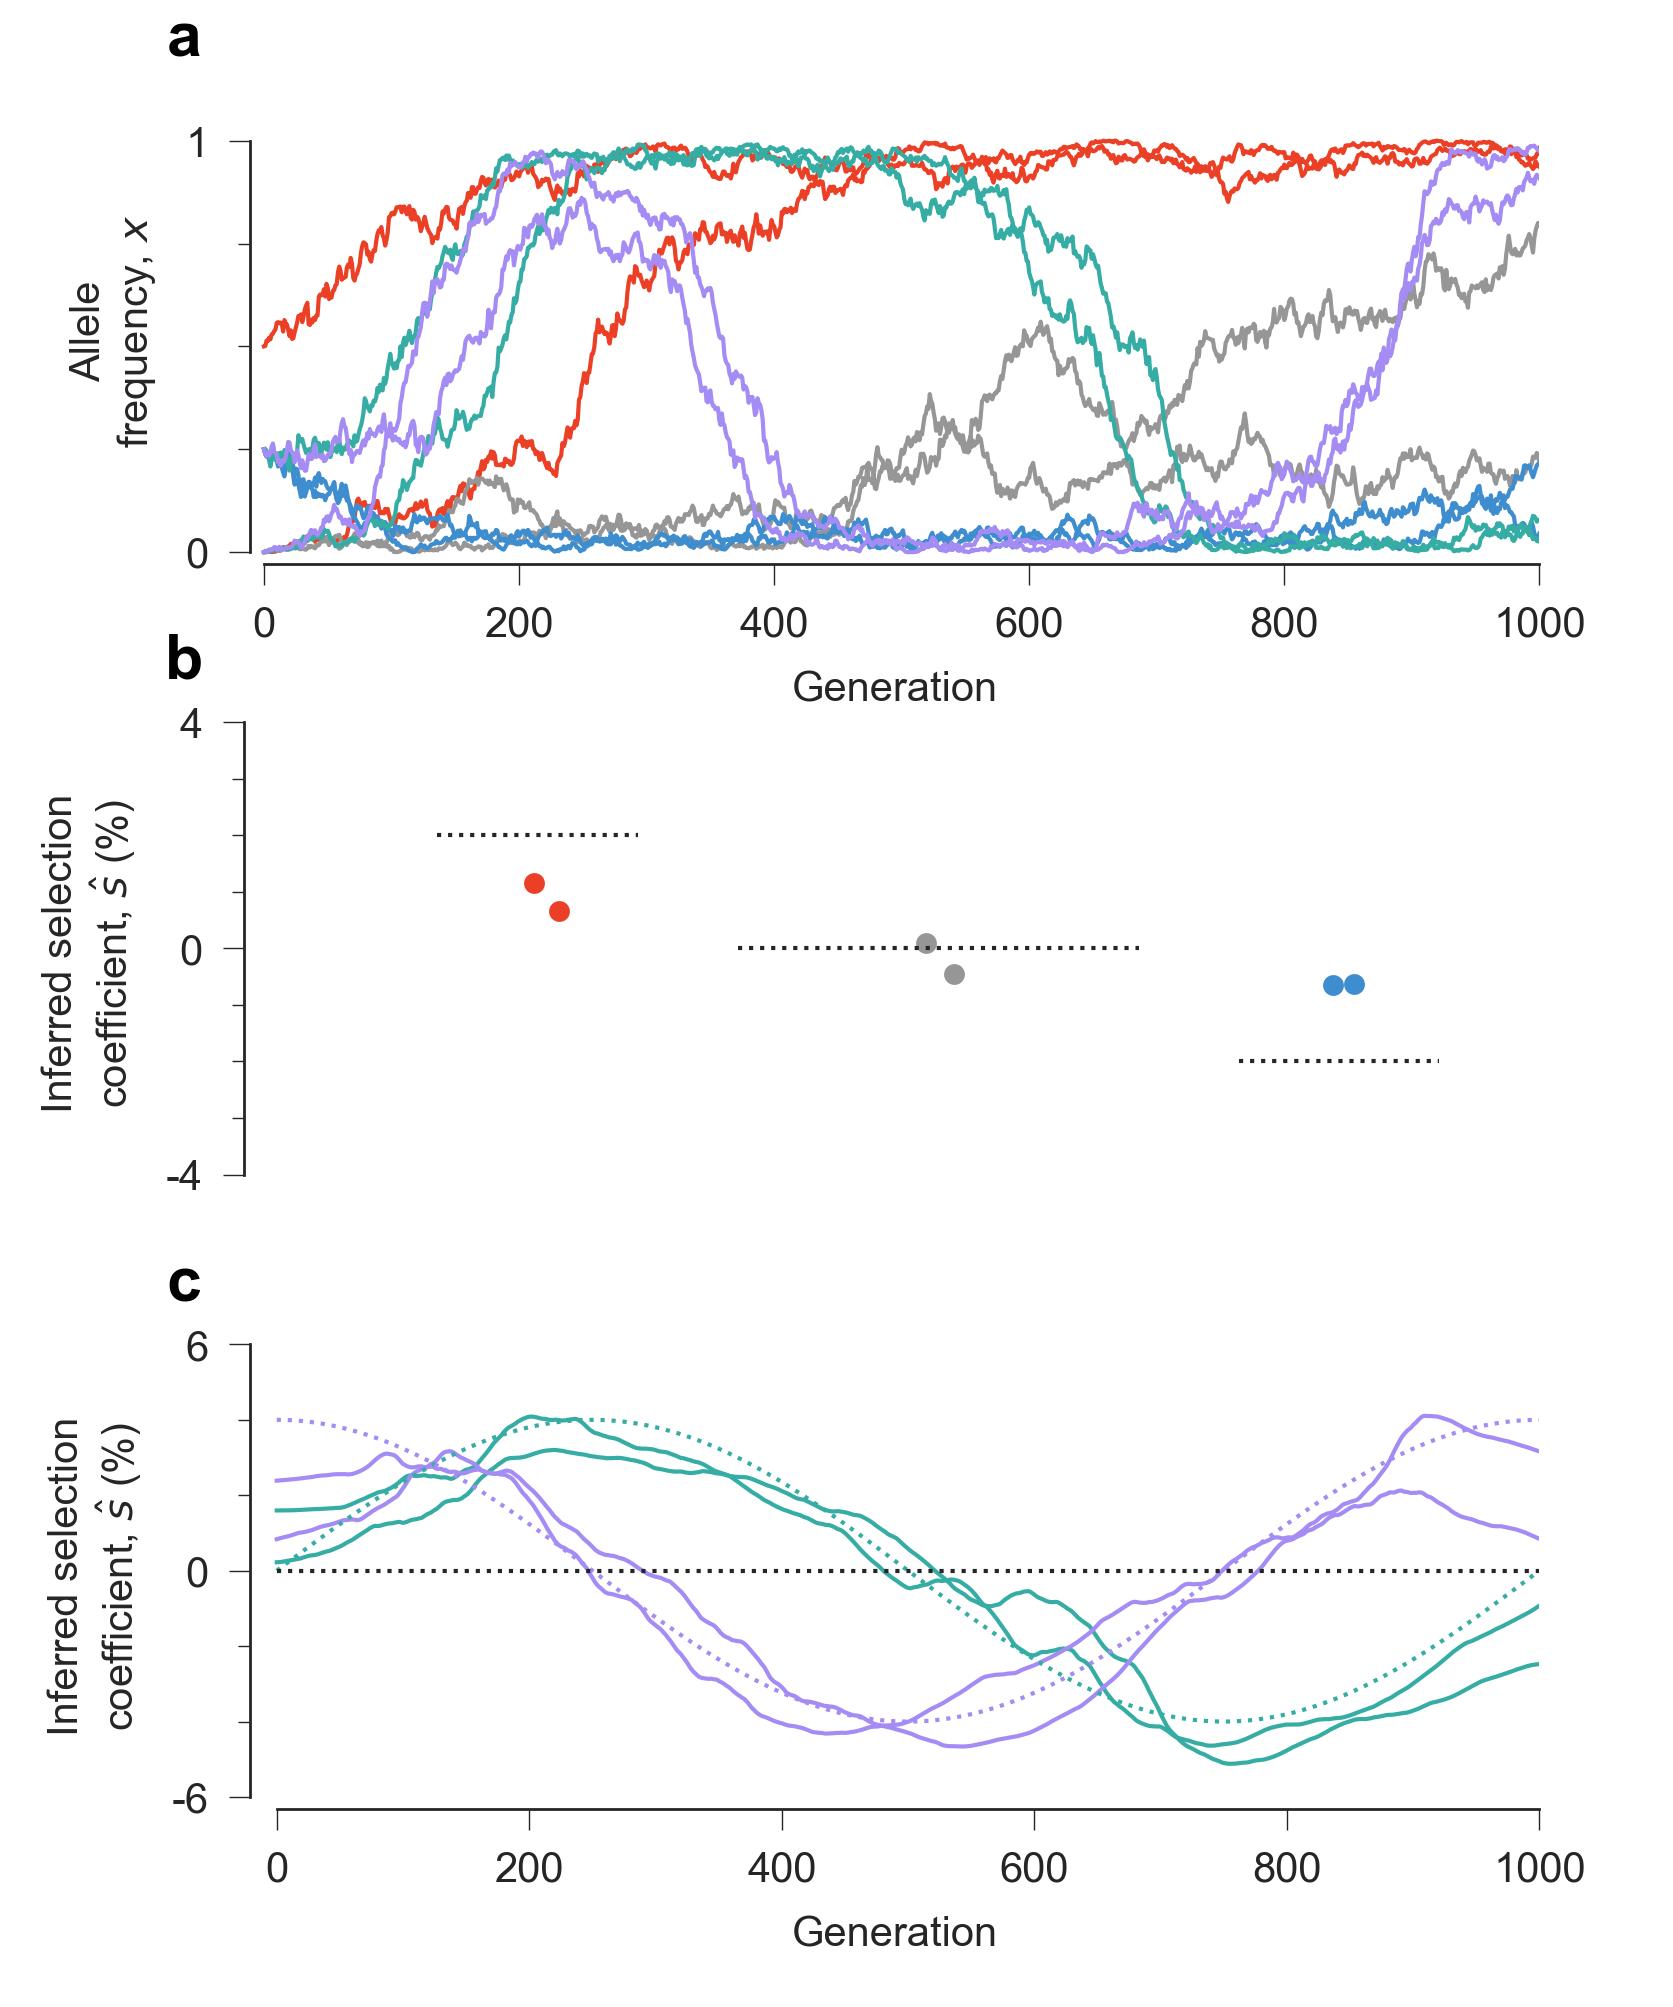 a
Allele
frequency, x
1
0
0 200 400 600 800 1000
Generation
b
Inferred selection
coefficient, ŝ (%)
4
0
-4
c
Inferred selection
coefficient, ŝ (%)
6
0
-6
0 200 400 600 800 1000
Generation